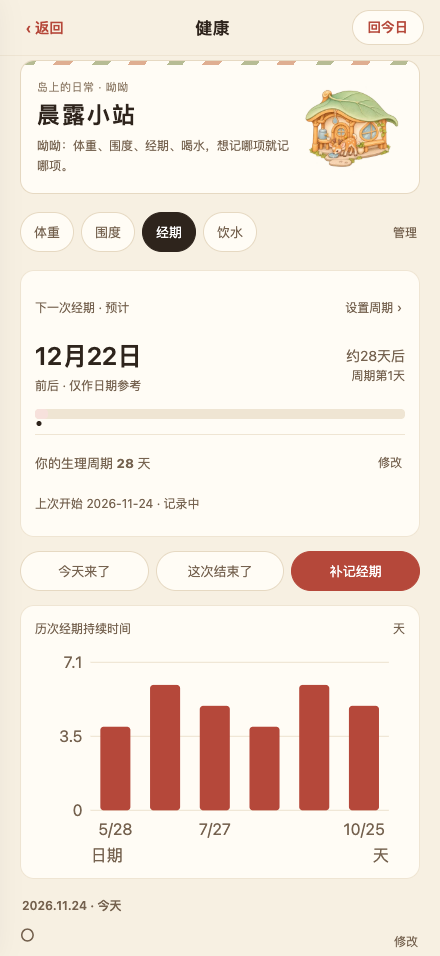 ‹ 返回
健康
回今日
岛上的日常 · 呦呦
晨露小站
呦呦：体重、围度、经期、喝水，想记哪项就记
哪项。
体重
围度
经期
饮水
管理
下一次经期 · 预计
设置周期 ›
12月22日
约28天后
前后 · 仅作日期参考
周期第1天
你的生理周期 28 天
修改
上次开始 2026-11-24 · 记录中
今天来了
这次结束了
补记经期
历次经期持续时间
天
7.1
3.5
0
5/28
7/27
10/25
日期
天
2026.11.24 · 今天
修改